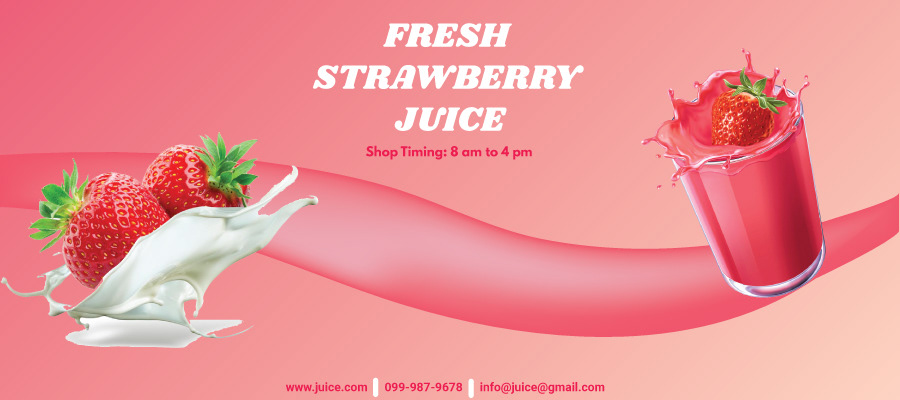 FRESH
STRAWBERRY
JUICE
Shop Timing: 8 am to 4 pm
www.juice.com | 099-987-9678 | info@juice@gmail.com